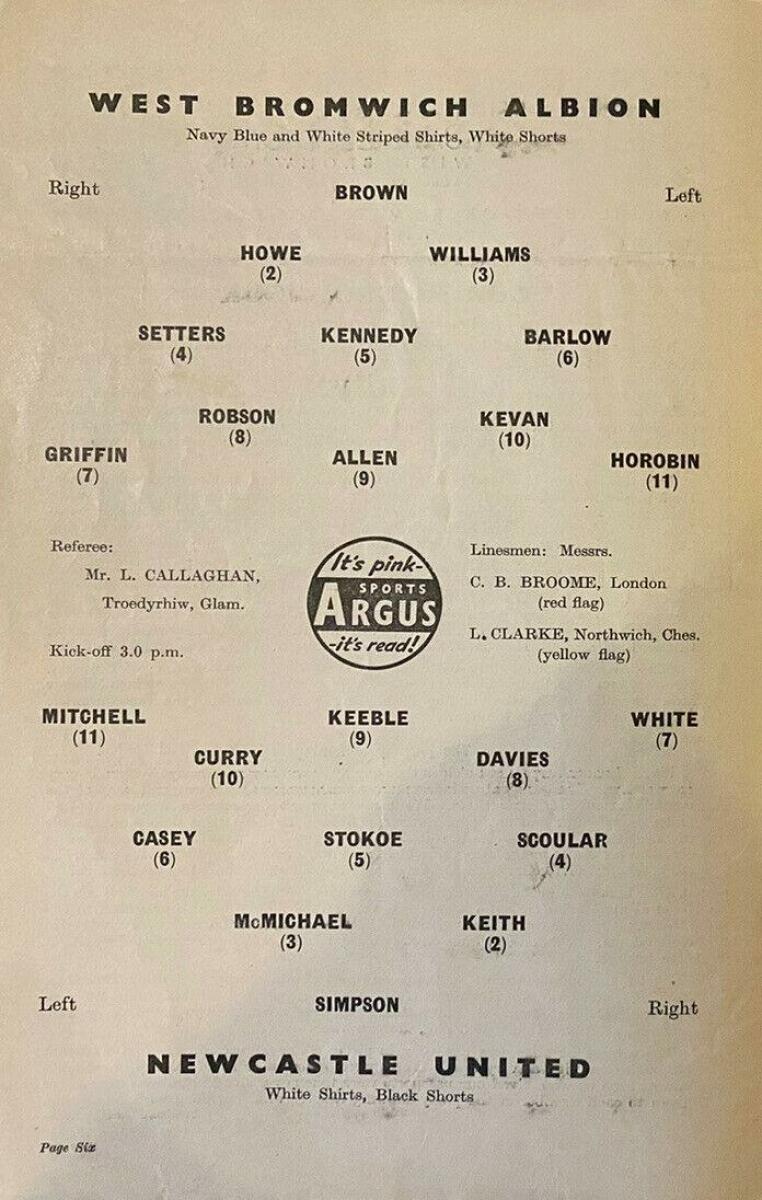 WEST BROMWICH ALBION
Navy Blue and White Striped Shirts, White Shorts
Right BROWN Left
HOWE WILLIAMS
(2) (3)
SETTERS KENNEDY BARLOW
(4) (5) (6)
ROBSON KEVAN
(8) (10)
GRIFFIN ALLEN HOROBIN
(7) (9) (11)
Referee:
Mr. L. CALLAGHAN,
Troedyrhiw, Glam.
Kick-off 3.0 p.m.
It's pink-
SPORTS
ARGUS
-it's read!
Linesmen: Messrs.
C. B. BROOME, London
(red flag)
L. CLARKE, Northwich, Ches.
(yellow flag)
MITCHELL KEEBLE WHITE
(11) (9) (7)
CURRY DAVIES
(10) (8)
CASEY STOKOE SCOULAR
(6) (5) (4)
McMICHAEL KEITH
(3) (2)
Left SIMPSON Right
NEWCASTLE UNITED
White Shirts, Black Shorts
Page Six